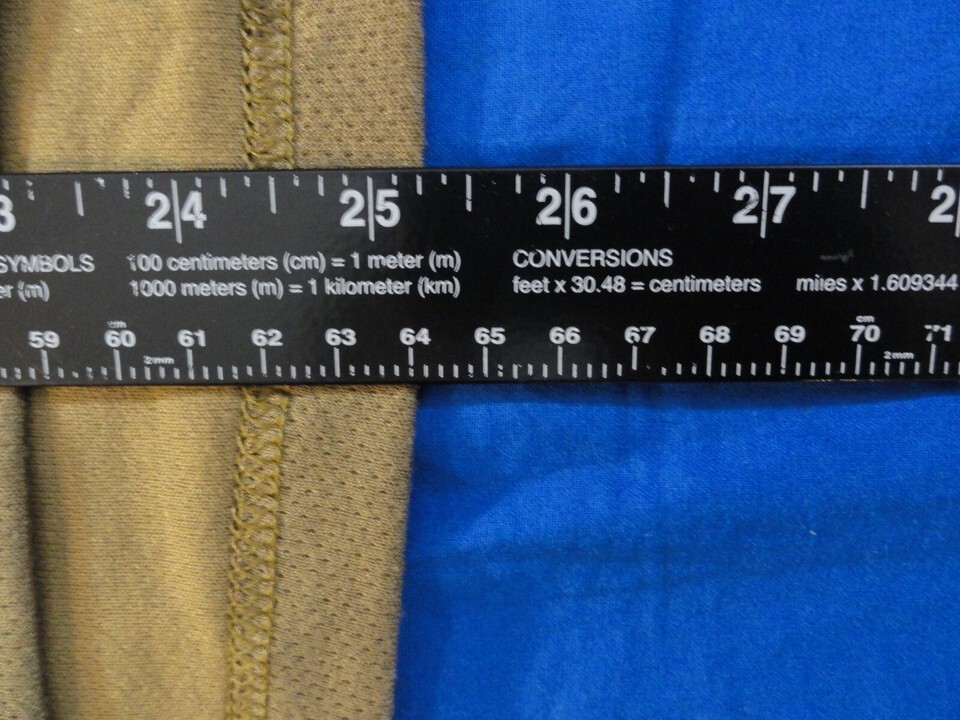 3 24 25 26 27 2
SYMBOLS 100 centimeters (cm) = 1 meter (m) CONVERSIONS
er (m) 1000 meters (m) = 1 kilometer (km) feet x 30.48 = centimeters miles x 1.609344
cm cm
59 60 61 62 63 64 65 66 67 68 69 70 71
2mm 2mm